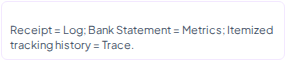 Receipt = Log; Bank Statement = Metrics; Itemized
tracking history = Trace.